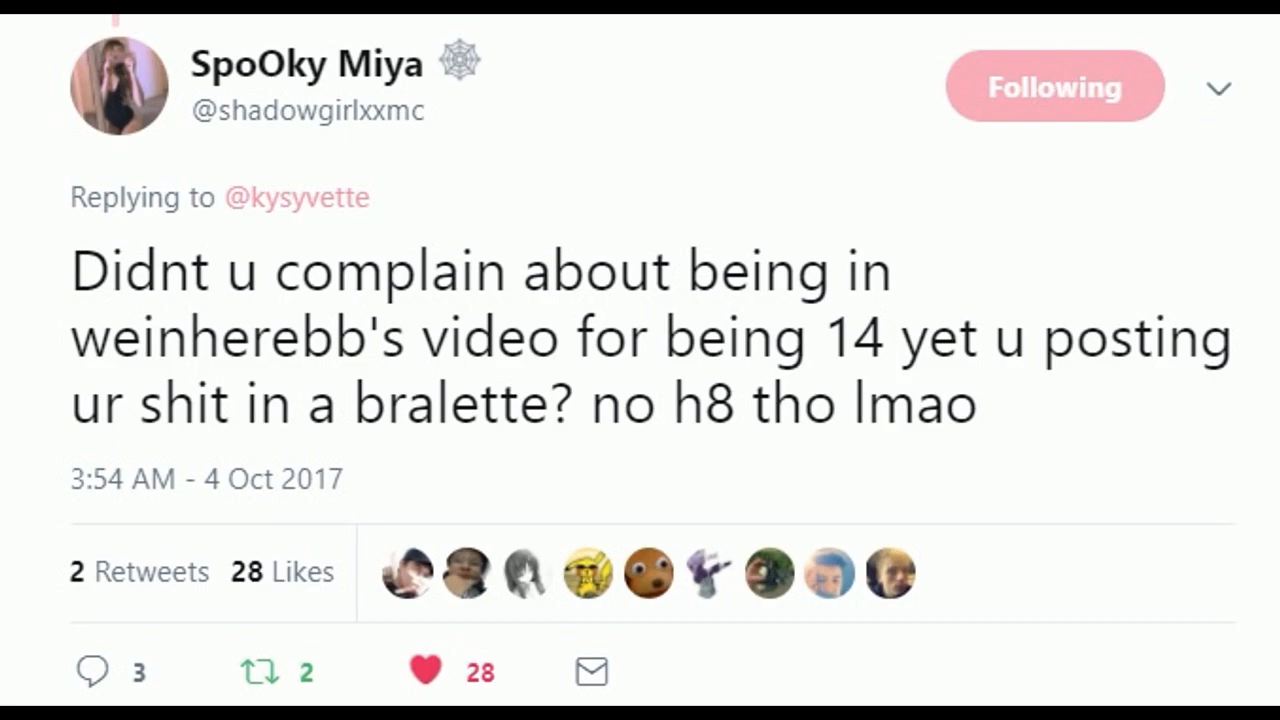 SpoOky Miya 🕸
@shadowgirlxxmc
Following
Replying to @kysyvette
Didnt u complain about being in
weinherebb's video for being 14 yet u posting
ur shit in a bralette? no h8 tho lmao
3:54 AM - 4 Oct 2017
2 Retweets 28 Likes
3 2 28